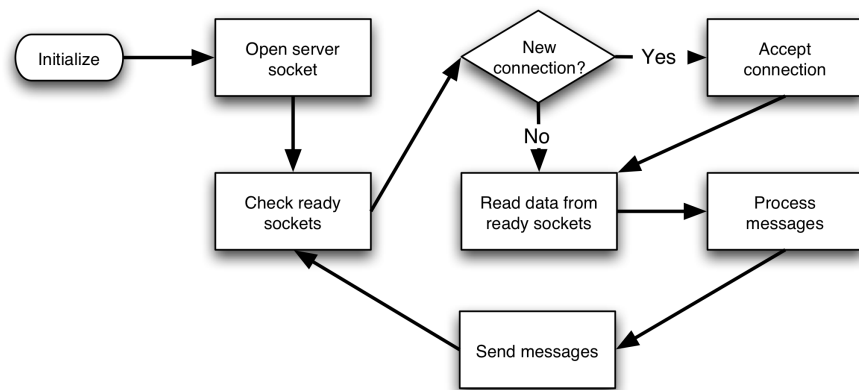 Initialize
Open server
socket
New
connection?
Yes
Accept
connection
No
Check ready
sockets
Read data from
ready sockets
Process
messages
Send messages